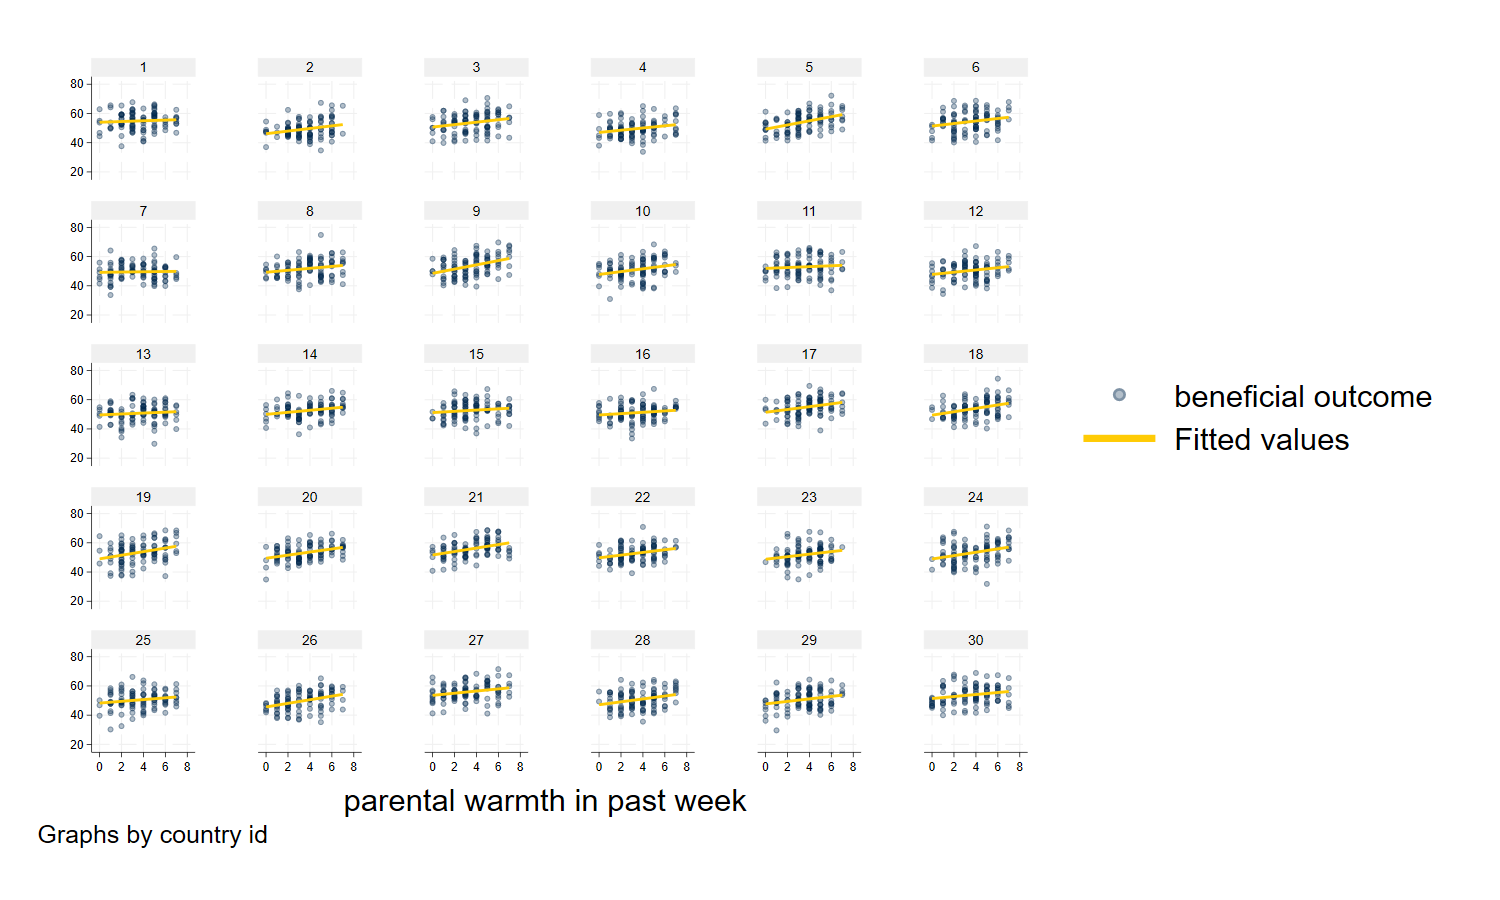 1 2 3 4 5 6
80
60
40
20
7 8 9 10 11 12
80
60
40
20
13 14 15 16 17 18
80
60
40
20
beneficial outcome
Fitted values
19 20 21 22 23 24
80
60
40
20
25 26 27 28 29 30
80
60
40
20
0 2 4 6 8 0 2 4 6 8 0 2 4 6 8 0 2 4 6 8 0 2 4 6 8 0 2 4 6 8
parental warmth in past week
Graphs by country id